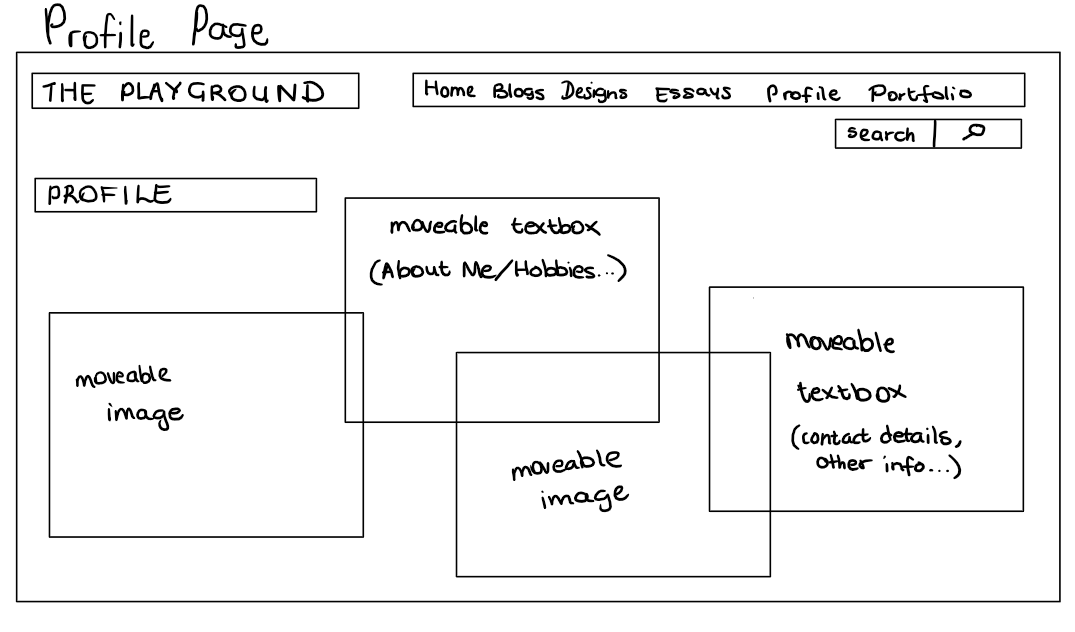 Profile Page
THE PLAYGROUND
Home Blogs Designs Essays Profile Portfolio
search
PROFILE
moveable textbox
(About Me/Hobbies...)
moveable
image
moveable
textbox
(contact details,
other info...)
moveable
image